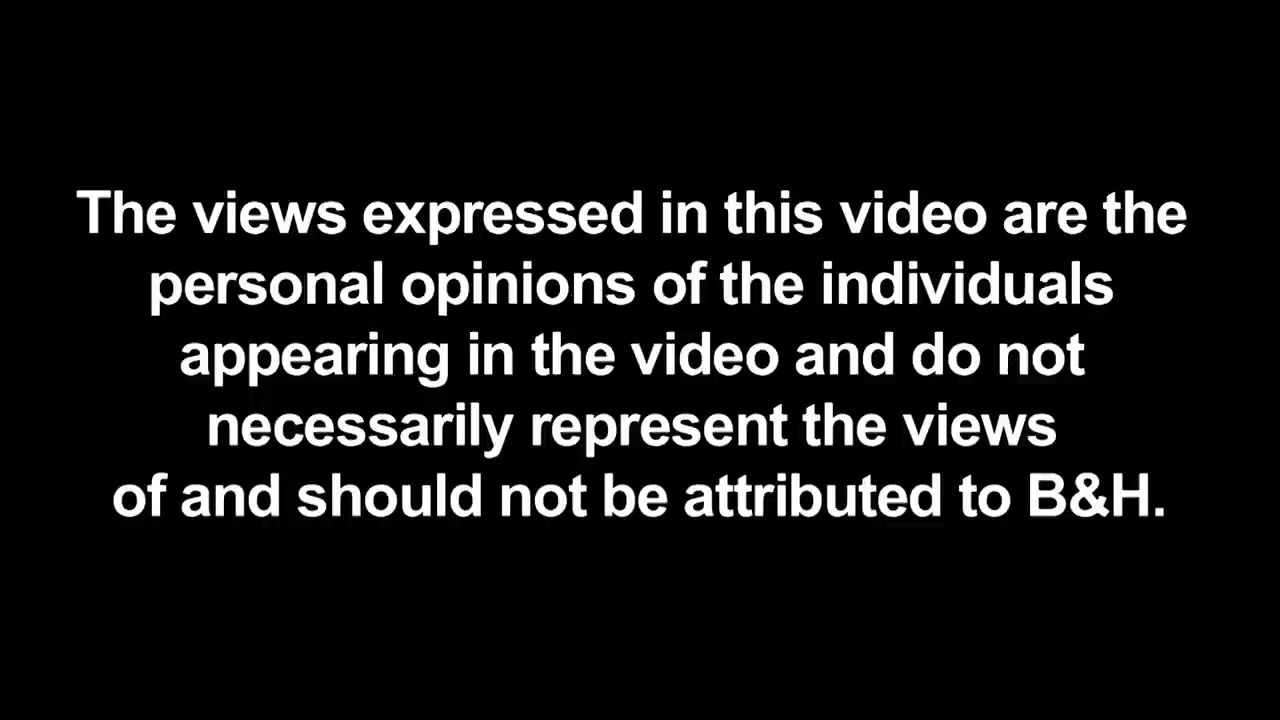 The views expressed in this video are the
personal opinions of the individuals
appearing in the video and do not
necessarily represent the views
of and should not be attributed to B&H.